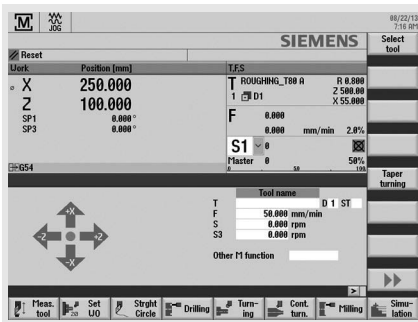 M JOG
08/22/13
7:16 AM
SIEMENS
Select tool
Reset
Work Position [mm]
X 250.000
Z 100.000
SP1 0.000°
SP3 0.000°
G54
T,F,S
T ROUGHING_T80 A R 0.800
1 D1 Z 500.00
X 55.000
F 0.000
0.000 mm/min 2.0%
S1 0
Master 0 50%
0 50 100
Taper turning
Tool name
T D 1 ST
F 50.000 mm/min
S 0.000 rpm
S3 0.000 rpm
Other M function
+X
-Z +Z
-X
>
Meas. tool
Set W0
Strght Circle
Drilling
Turn-ing
Cont. turn.
Milling
Simu-lation